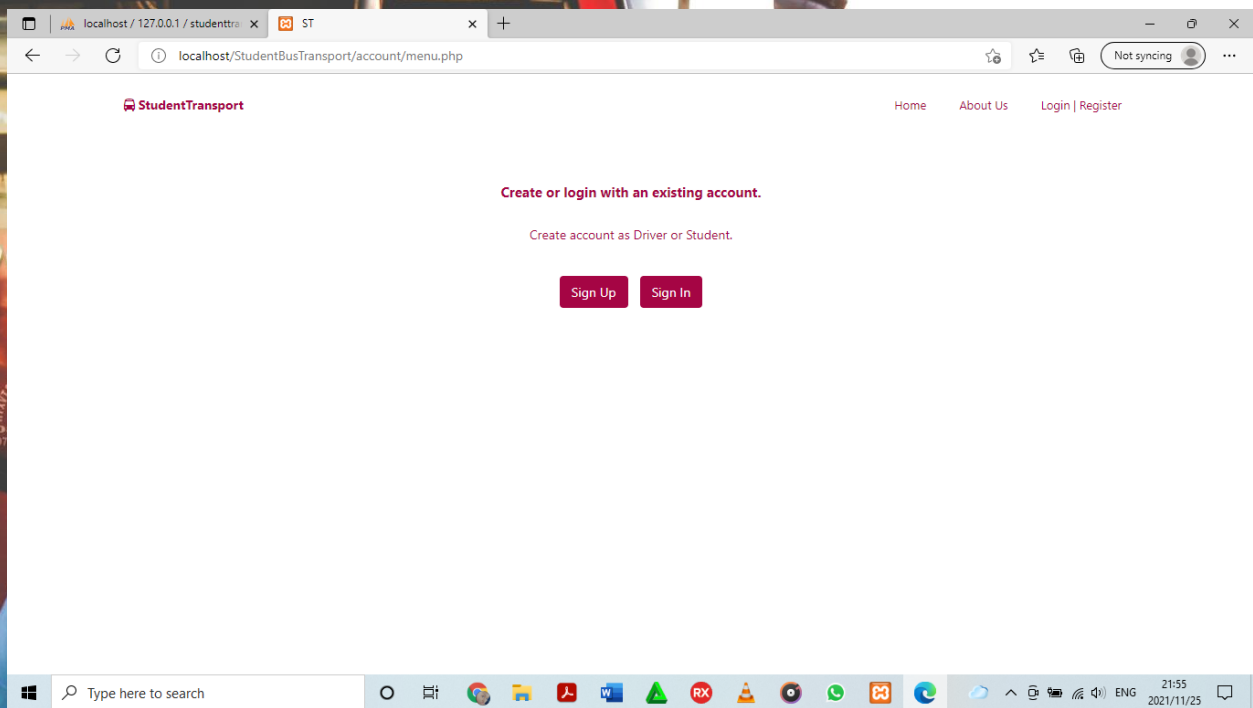 localhost / 127.0.0.1 / studenttra
ST
localhost/StudentBusTransport/account/menu.php
Not syncing
StudentTransport
Home
About Us
Login | Register
Create or login with an existing account.
Create account as Driver or Student.
Sign Up
Sign In
Type here to search
ENG
21:55
2021/11/25